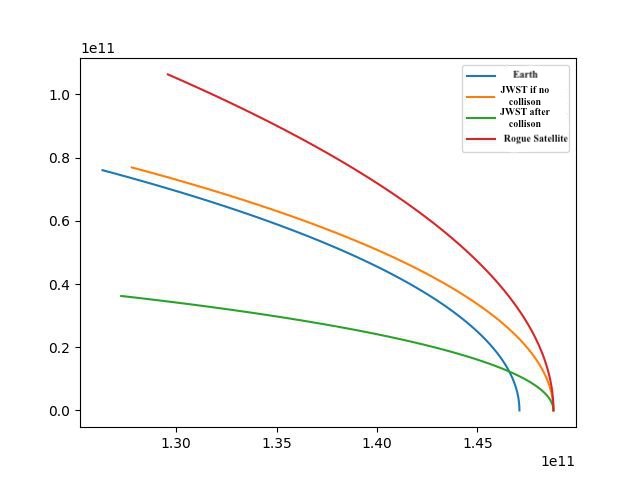 1e11
1.0
0.8
0.6
0.4
0.2
0.0
Earth
JWST if no
collison
JWST after
collison
Rogue Satellite
1.30
1.35
1.40
1.45
1e11